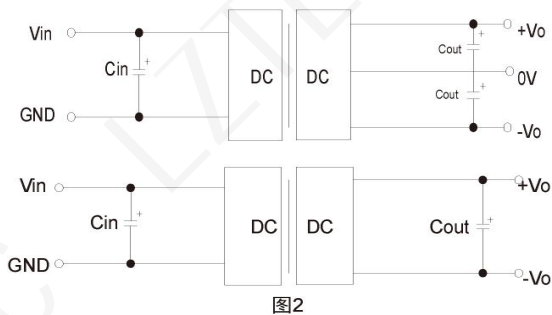 Vin
Cin
+
GND
DC
DC
+Vo
Cout
+
0V
Cout
+
-Vo
Vin
Cin
+
GND
DC
DC
+Vo
Cout
+
-Vo
图2